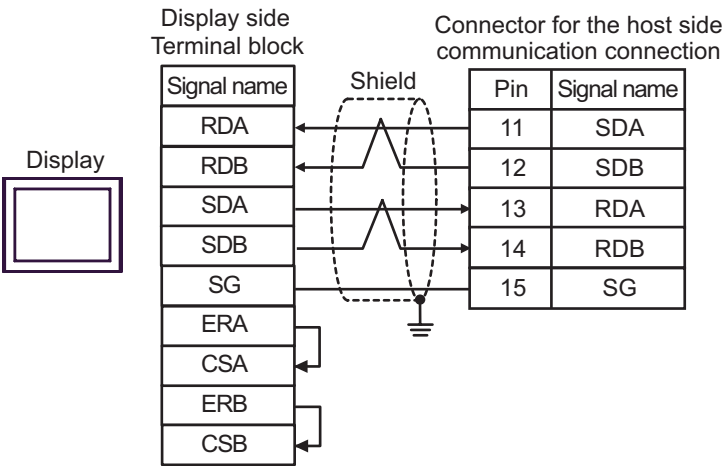 Display side
Terminal block
Connector for the host side
communication connection
Signal name
Shield
Pin Signal name
RDA
11 SDA
RDB
12 SDB
Display
SDA
13 RDA
SDB
14 RDB
SG
15 SG
ERA
CSA
ERB
CSB